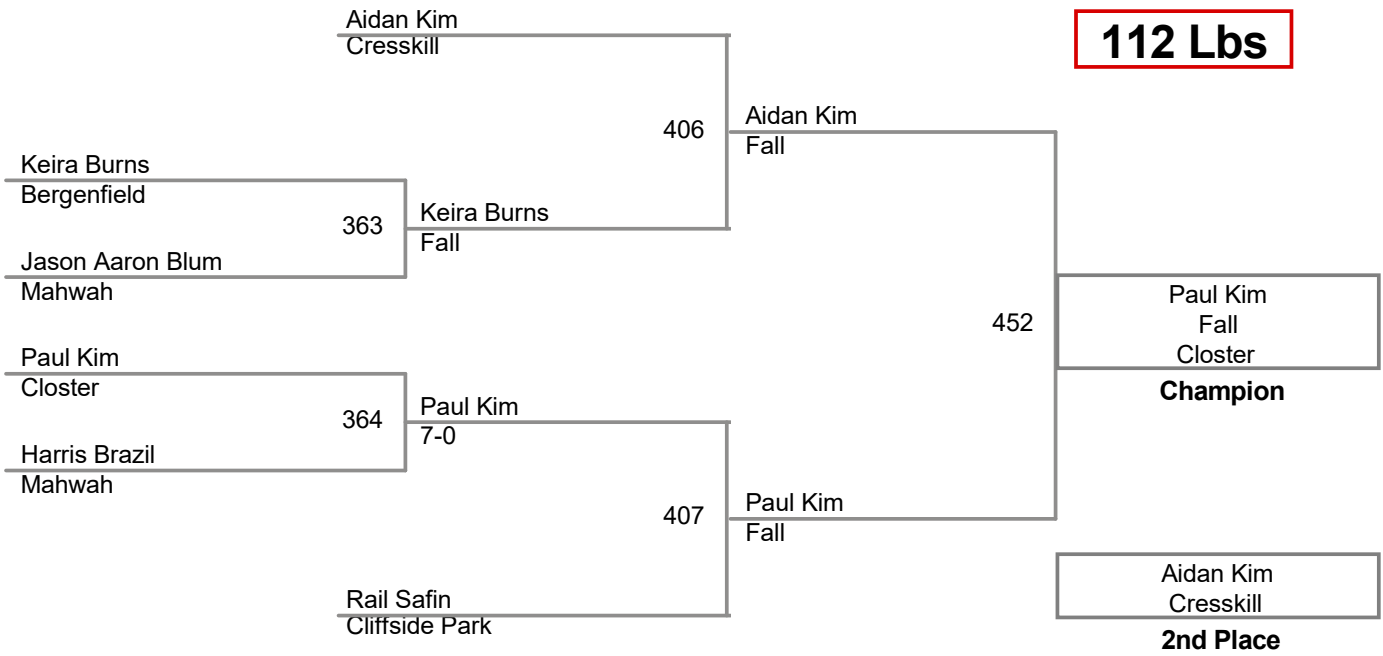 Aidan Kim
Cresskill
112 Lbs
406
Aidan Kim
Fall
Keira Burns
Bergenfield
363
Keira Burns
Fall
Jason Aaron Blum
Mahwah
452
Paul Kim
Fall
Closter
Champion
Paul Kim
Closter
364
Paul Kim
7-0
Harris Brazil
Mahwah
407
Paul Kim
Fall
Rail Safin
Cliffside Park
Aidan Kim
Cresskill
2nd Place